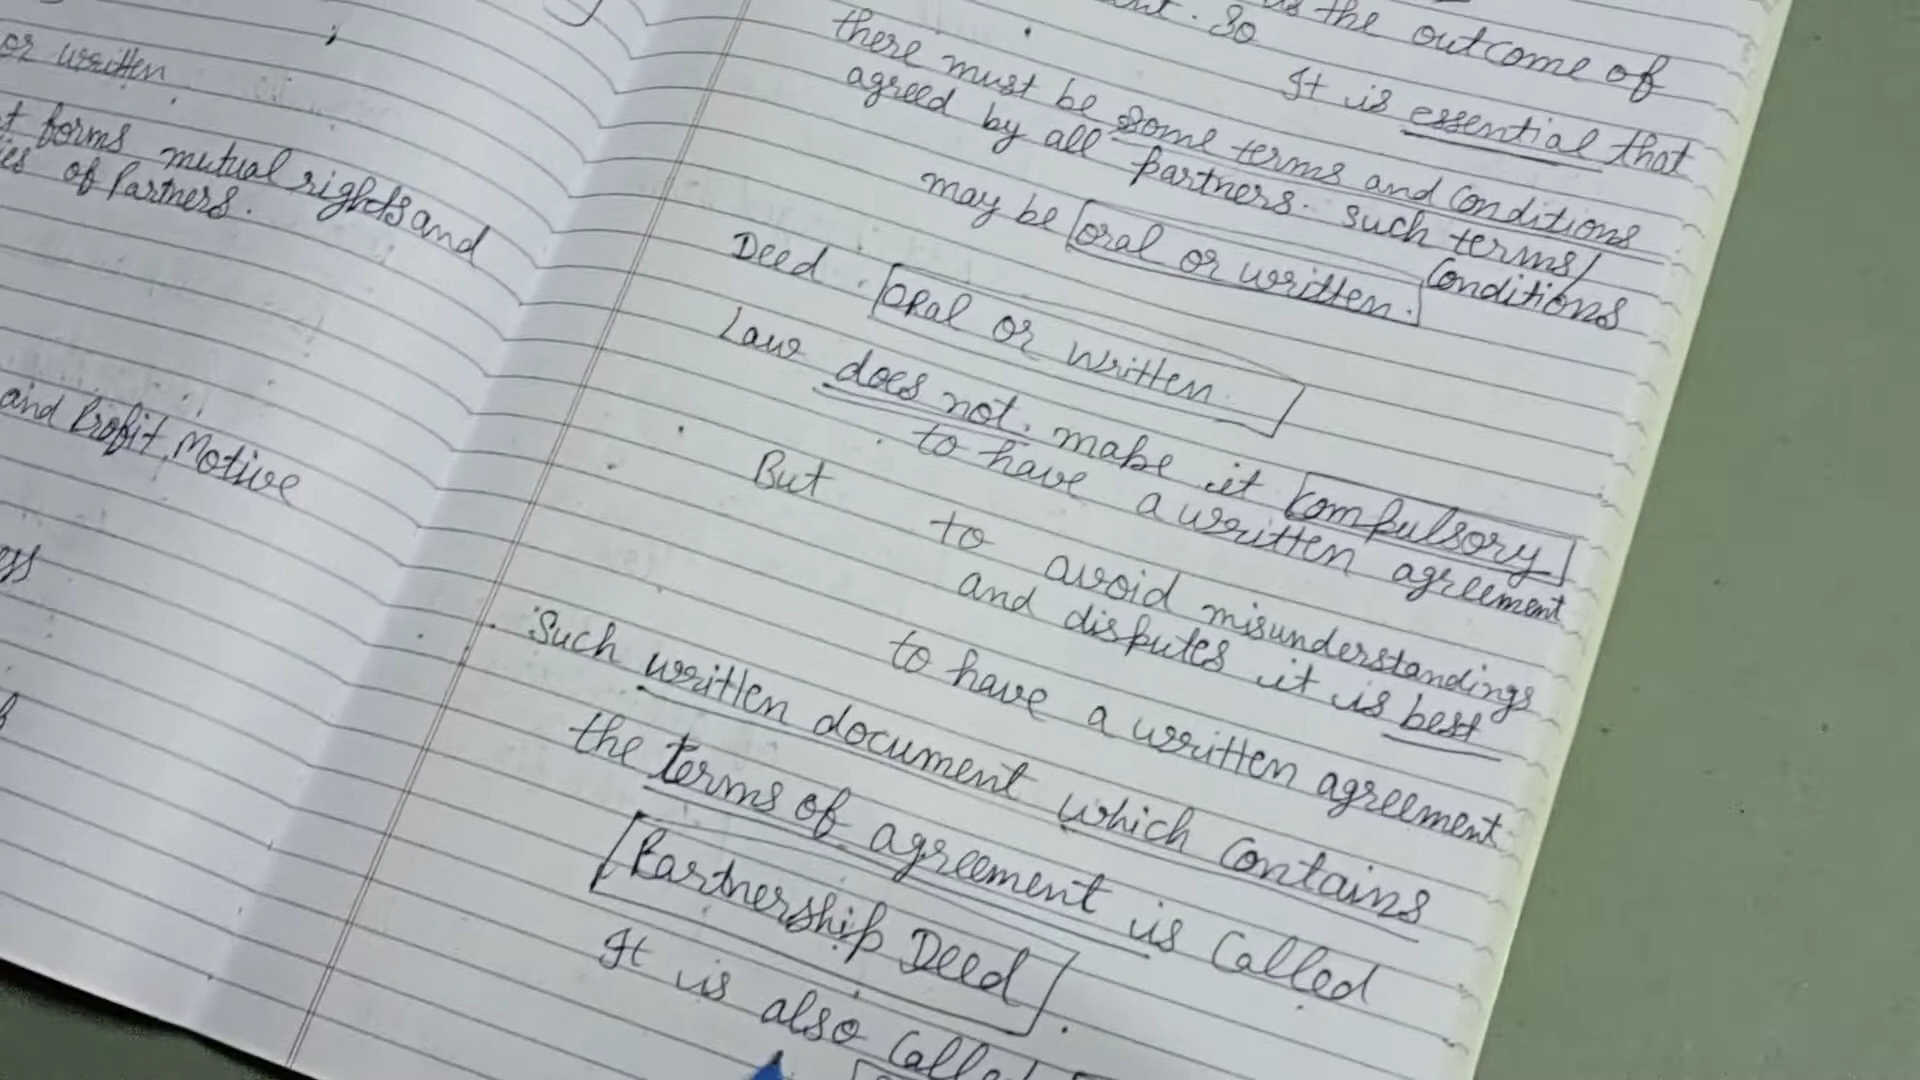 or written
forms mutual rights and
of Partners.
and Profit Motive
the outcome of
So It is essential that
there must be some terms and Conditions
agreed by all partners. such terms/
Conditions
may be oral or written.
Deed. Oral or written
Law does not, make it Compulsory
to have a written agreement
But to avoid misunderstandings
and disputes it is best
to have a written agreement
Such written document which Contains
the terms of agreement is Called
Partnership Deed.
It is also Called